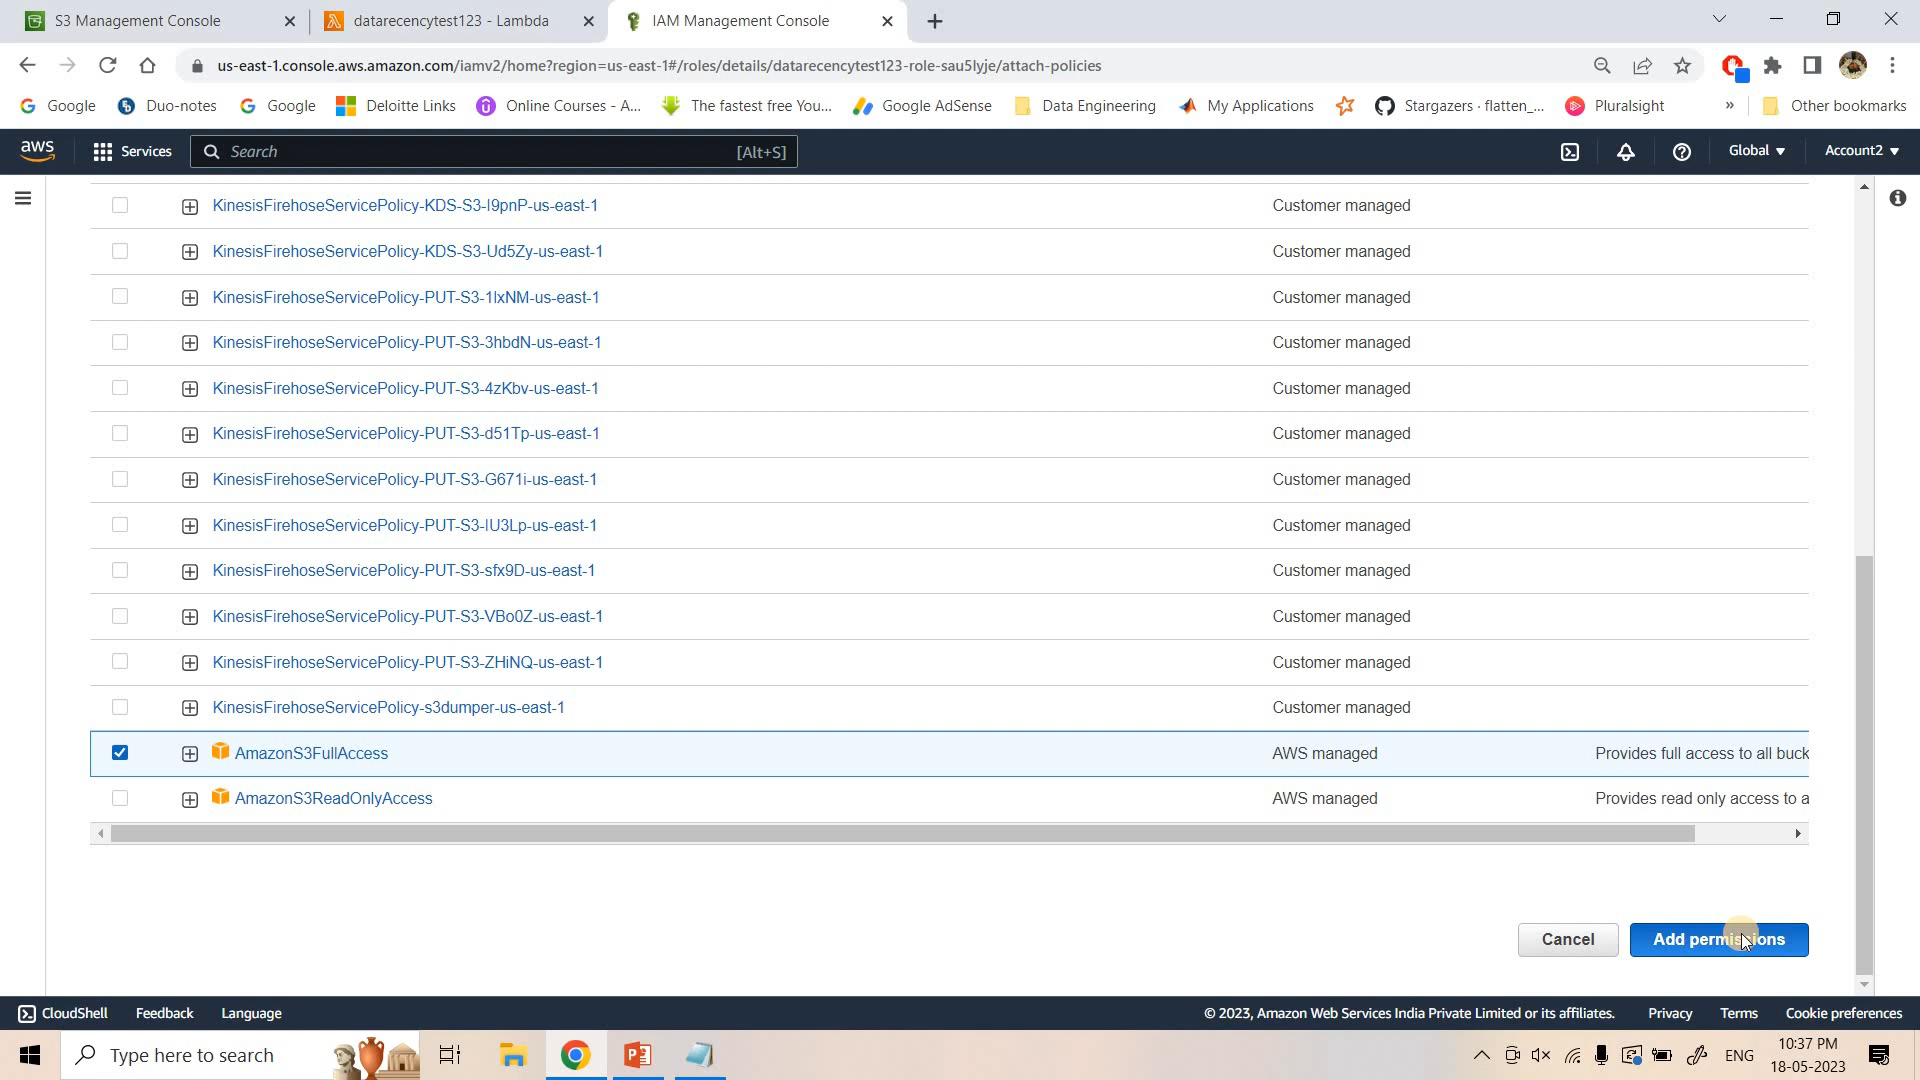 S3 Management Console
datarecencytest123 - Lambda
IAM Management Console
us-east-1.console.aws.amazon.com/iamv2/home?region=us-east-1#/roles/details/datarecencytest123-role-sau5lyje/attach-policies
Google
Duo-notes
Google
Deloitte Links
Online Courses - A...
The fastest free You...
Google AdSense
Data Engineering
My Applications
Stargazers · flatten_...
Pluralsight
»
Other bookmarks
aws
Services
Search
[Alt+S]
Global
Account2
KinesisFirehoseServicePolicy-KDS-S3-I9pnP-us-east-1 Customer managed
KinesisFirehoseServicePolicy-KDS-S3-Ud5Zy-us-east-1 Customer managed
KinesisFirehoseServicePolicy-PUT-S3-1lxNM-us-east-1 Customer managed
KinesisFirehoseServicePolicy-PUT-S3-3hbdN-us-east-1 Customer managed
KinesisFirehoseServicePolicy-PUT-S3-4zKbv-us-east-1 Customer managed
KinesisFirehoseServicePolicy-PUT-S3-d51Tp-us-east-1 Customer managed
KinesisFirehoseServicePolicy-PUT-S3-G671i-us-east-1 Customer managed
KinesisFirehoseServicePolicy-PUT-S3-IU3Lp-us-east-1 Customer managed
KinesisFirehoseServicePolicy-PUT-S3-sfx9D-us-east-1 Customer managed
KinesisFirehoseServicePolicy-PUT-S3-VBo0Z-us-east-1 Customer managed
KinesisFirehoseServicePolicy-PUT-S3-ZHiNQ-us-east-1 Customer managed
KinesisFirehoseServicePolicy-s3dumper-us-east-1 Customer managed
AmazonS3FullAccess AWS managed Provides full access to all buck
AmazonS3ReadOnlyAccess AWS managed Provides read only access to a
Cancel
Add permissions
CloudShell
Feedback
Language
© 2023, Amazon Web Services India Private Limited or its affiliates.
Privacy
Terms
Cookie preferences
Type here to search
ENG
10:37 PM
18-05-2023